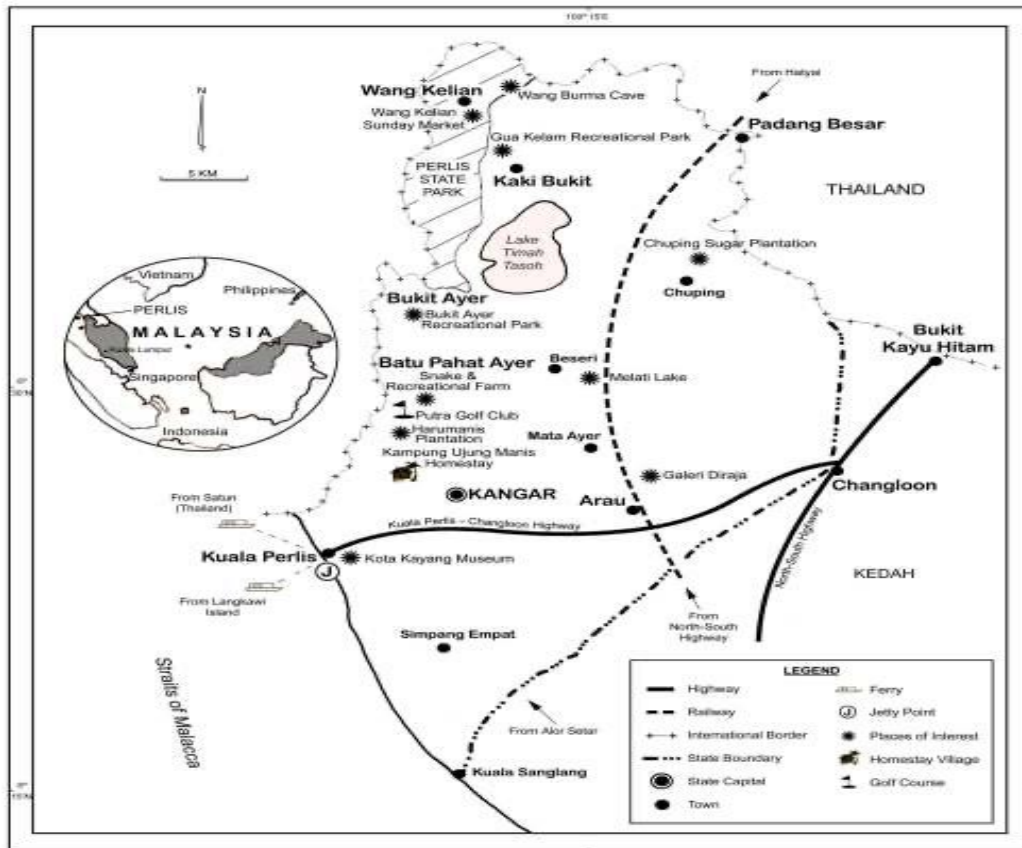 100° 15'E
N
5 KM
From Hatyai
Wang Kelian
Wang Burma Cave
Wang Kelian
Sunday Market
Gua Kelam Recreational Park
Padang Besar
PERLIS
STATE
PARK
Kaki Bukit
THAILAND
Lake
Timah
Tasoh
Chuping Sugar Plantation
Chuping
Vietnam
Philippines
PERLIS
MALAYSIA
Kuala Lumpur
Singapore
Indonesia
Bukit Ayer
Bukit Ayer
Recreational Park
Bukit
Kayu Hitam
Batu Pahat Ayer
Snake &
Recreational Farm
Beseri
Melati Lake
Putra Golf Club
Harumanis
Plantation
Mata Ayer
Kampung Ujung Manis
Homestay
Galeri Diraja
KANGAR
Arau
Changloon
From Satun
(Thailand)
Kuala Perlis - Changloon Highway
North-South Highway
Kuala Perlis
Kota Kayang Museum
J
KEDAH
From Langkawi
Island
From
North-South
Highway
Simpang Empat
Straits of Malacca
From Alor Setar
Kuala Sanglang
LEGEND
Highway
Railway
International Border
State Boundary
State Capital
Town
Ferry
J
Jetty Point
Places of Interest
Homestay Village
Golf Course